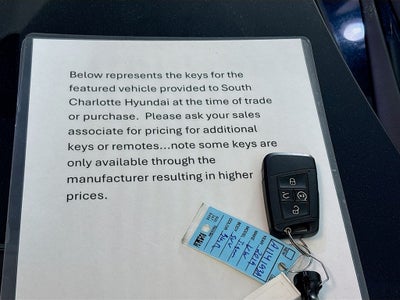 Below represents the keys for the
featured vehicle provided to South
Charlotte Hyundai at the time of trade
or purchase.  Please ask your sales
associate for pricing for additional
keys or remotes...note some keys are
only available through the
manufacturer resulting in higher
prices.